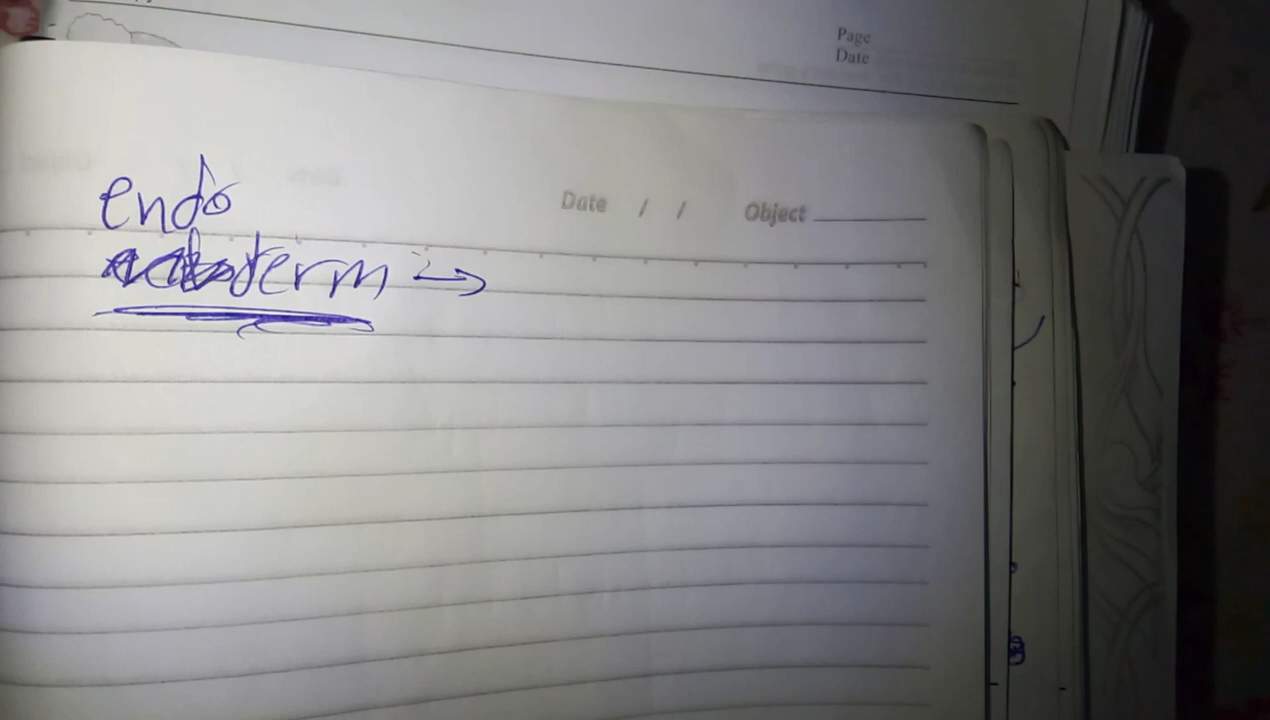 Page
Date
Date / / Object
endo
derm :→